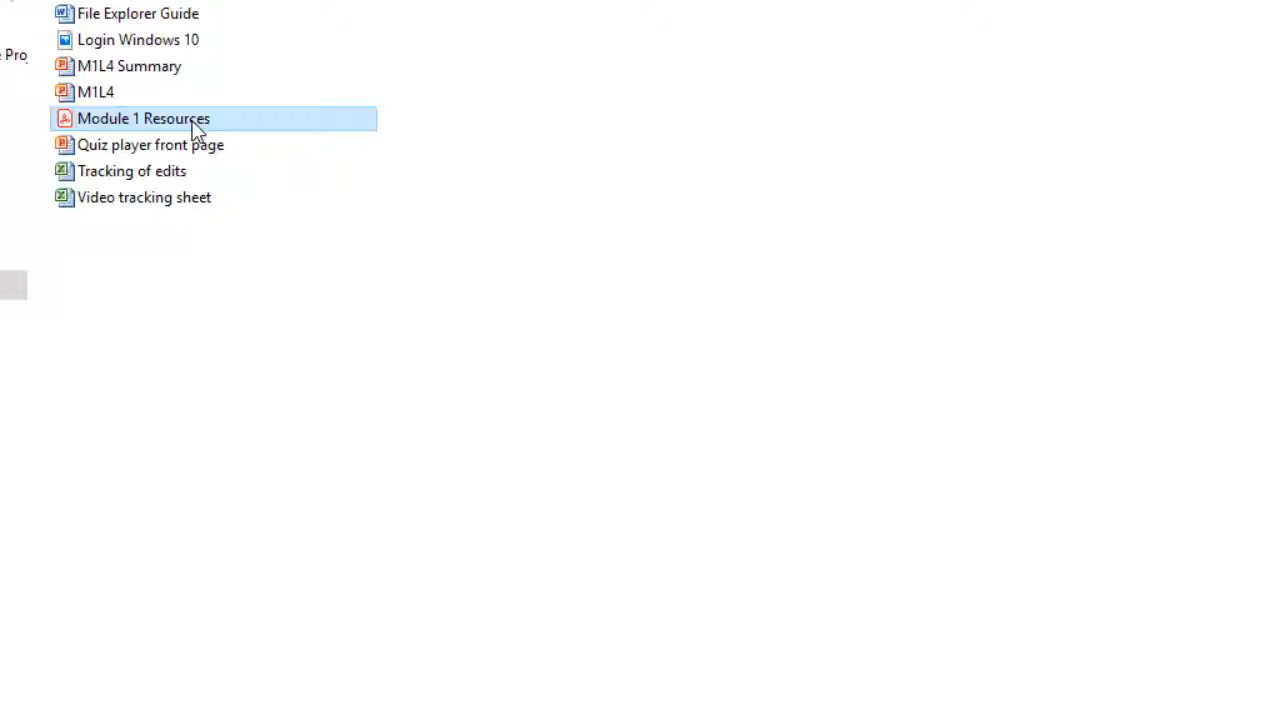 File Explorer Guide
Login Windows 10
Pro
M1L4 Summary
M1L4
Module 1 Resources
Quiz player front page
Tracking of edits
Video tracking sheet